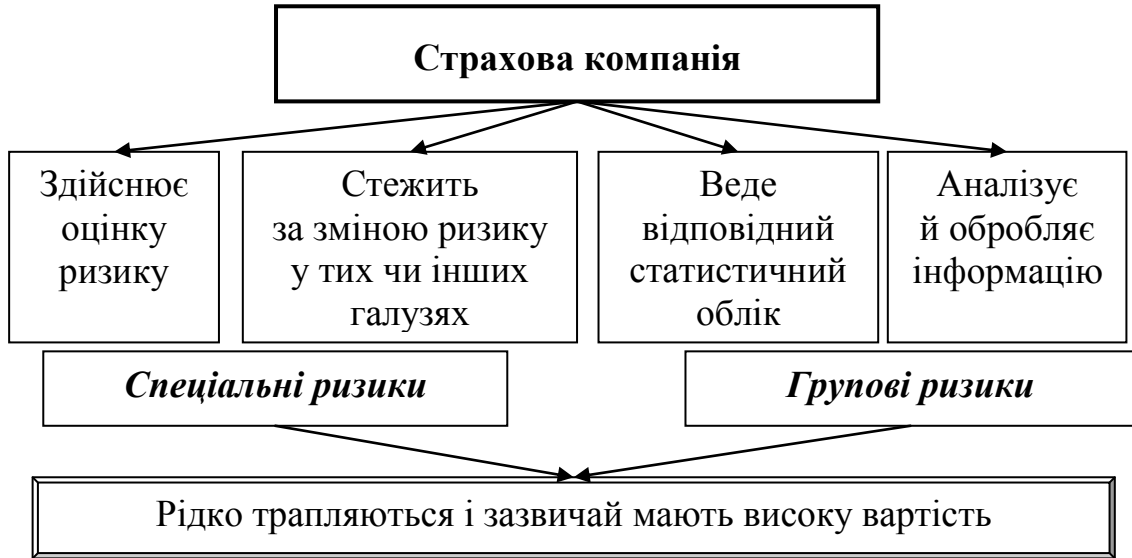 Страхова компанія
Здійснює
оцінку
ризику
Стежить
за зміною ризику
у тих чи інших
галузях
Веде
відповідний
статистичний
облік
Аналізує
й обробляє
інформацію
Спеціальні ризики
Групові ризики
Рідко трапляються і зазвичай мають високу вартість